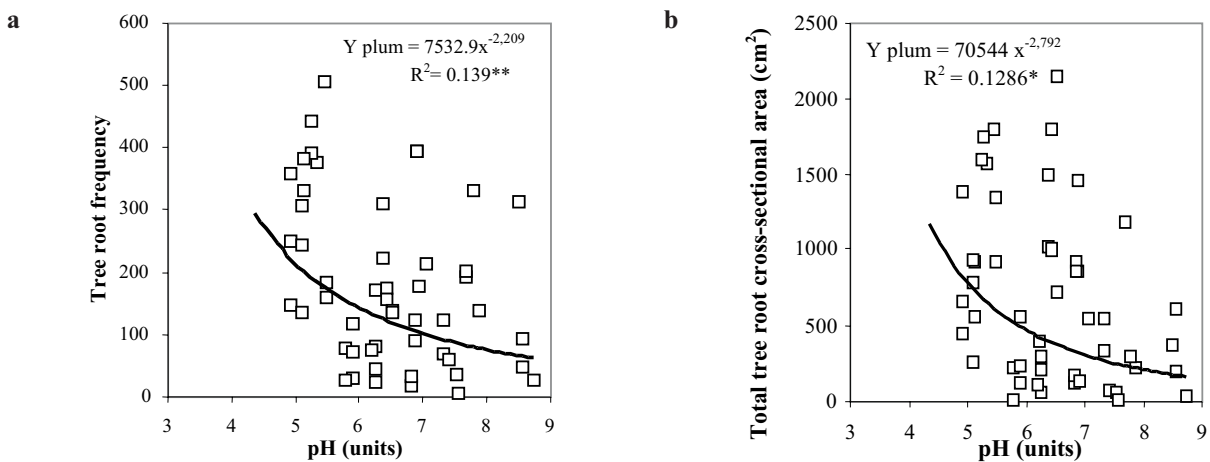 a
Y plum = 7532.9x-2,209
R2= 0.139**
Tree root frequency
600
500
400
300
200
100
0
3 4 5 6 7 8 9
pH (units)
b
Y plum = 70544 x-2,792
R2 = 0.1286*
Total tree root cross-sectional area (cm2)
2500
2000
1500
1000
500
0
3 4 5 6 7 8 9
pH (units)